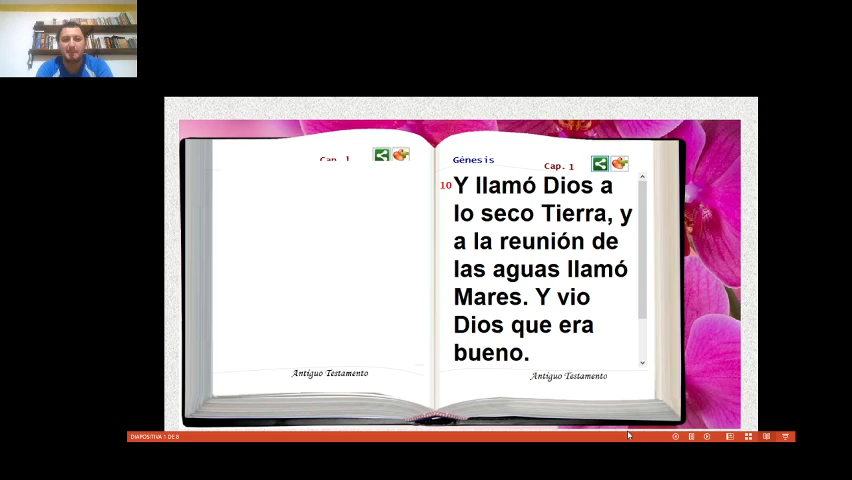 Cap. 1
Génesis
Cap. 1
10 Y llamó Dios a
lo seco Tierra, y
a la reunión de
las aguas llamó
Mares. Y vio
Dios que era
bueno.
Antiguo Testamento
Antiguo Testamento
DIAPOSITIVA 1 DE 8